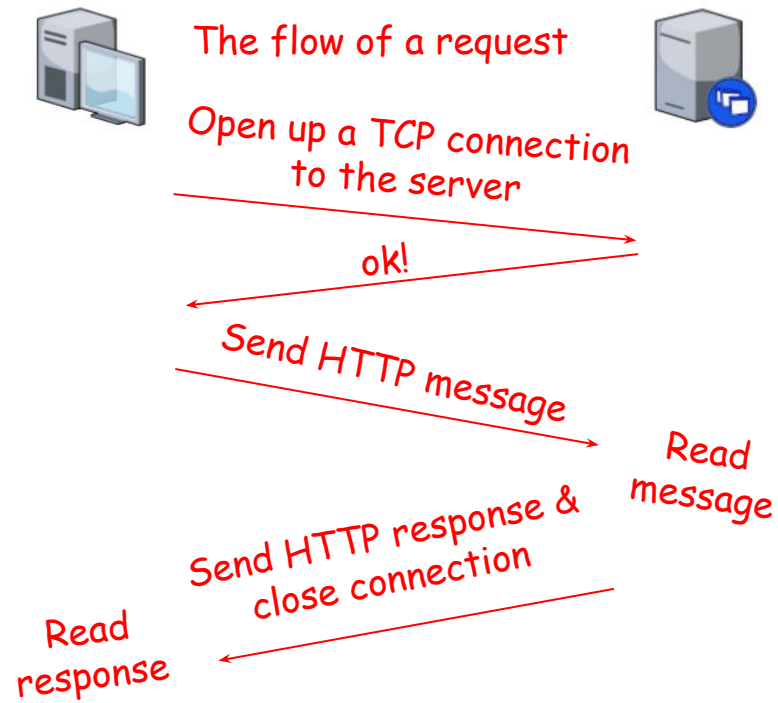 The flow of a request
Open up a TCP connection
to the server
ok!
Send HTTP message
Read
message
Send HTTP response &
close connection
Read
response